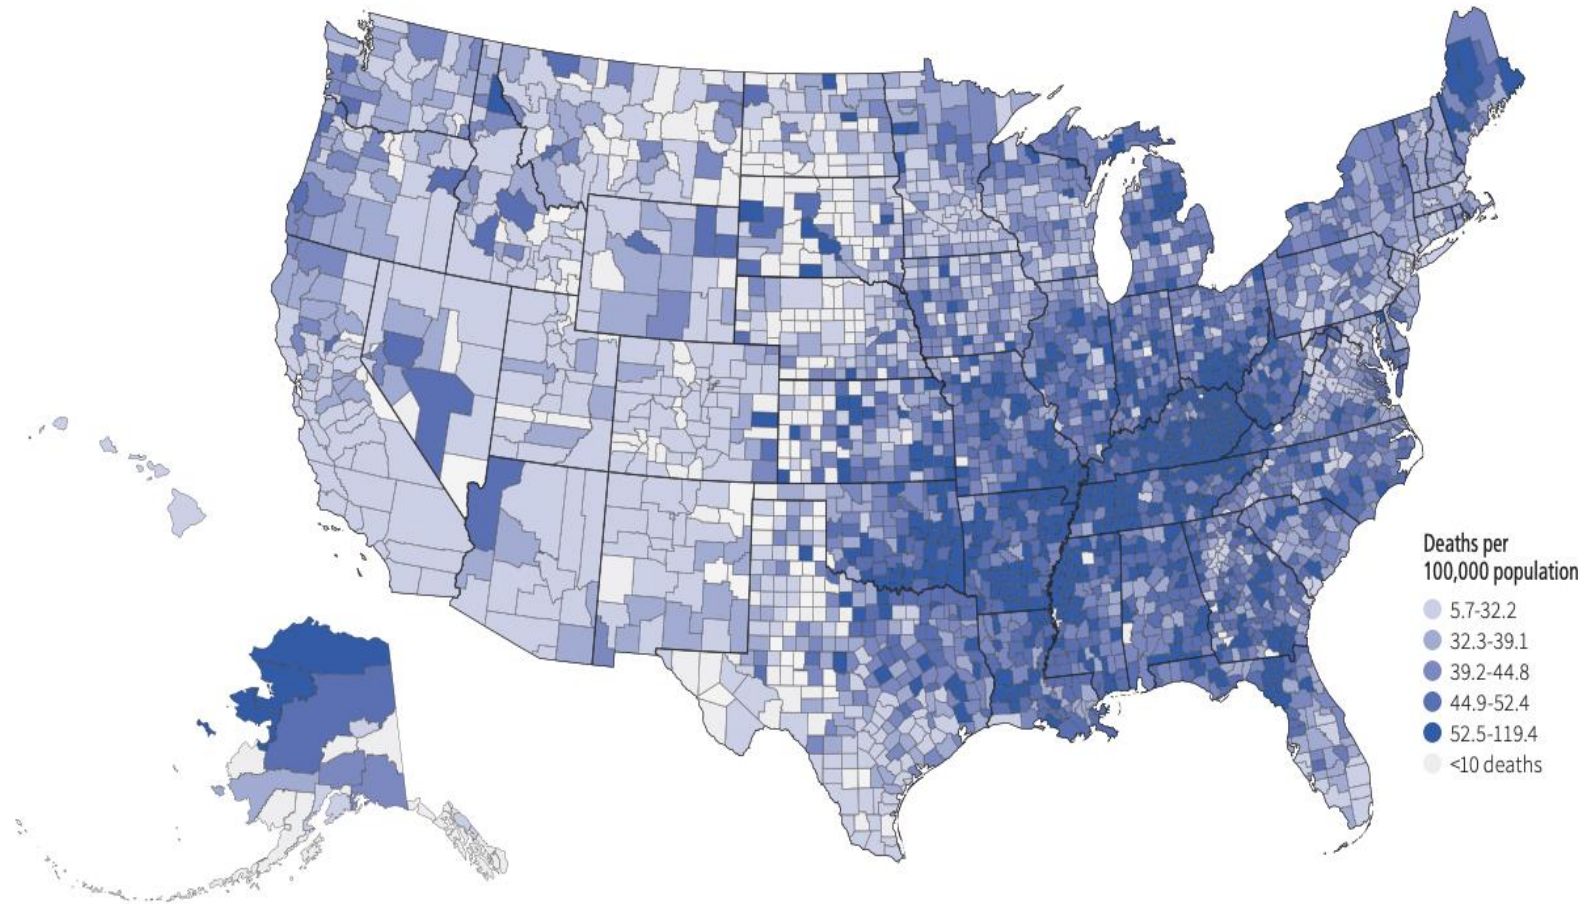 Deaths per
100,000 population
5.7-32.2
32.3-39.1
39.2-44.8
44.9-52.4
52.5-119.4
<10 deaths